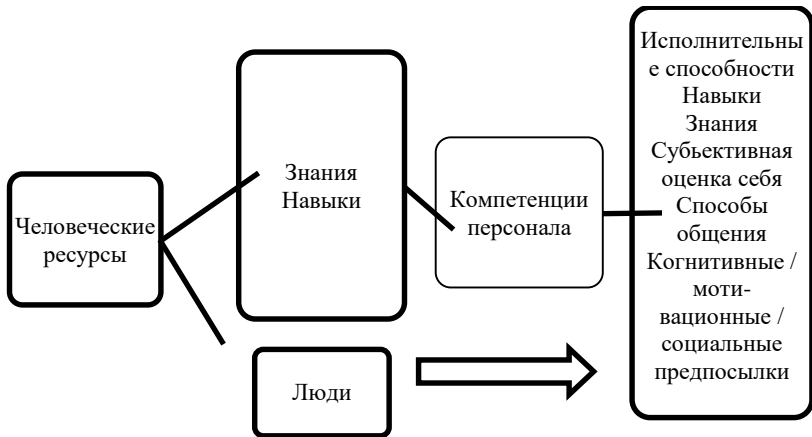 Человеческие
ресурсы
Знания
Навыки
Люди
Компетенции
персонала
Исполнительны
е способности
Навыки
Знания
Субъективная
оценка себя
Способы
общения
Когнитивные /
моти-
вационные /
социальные
предпосылки